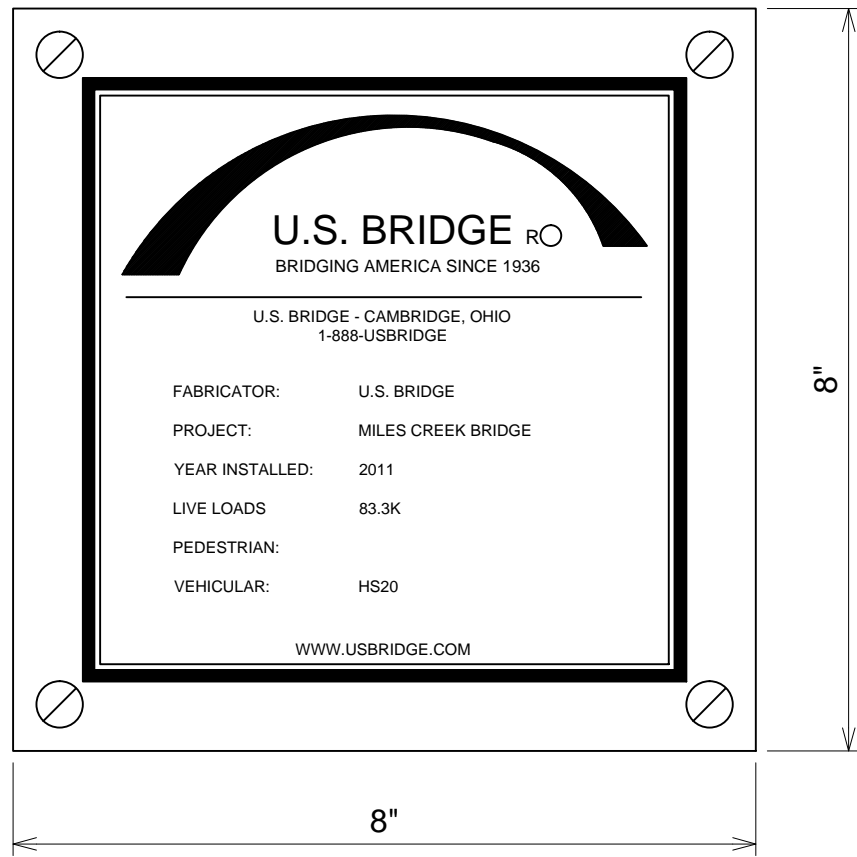 U.S. BRIDGE R
BRIDGING AMERICA SINCE 1936
U.S. BRIDGE - CAMBRIDGE, OHIO
1-888-USBRIDGE
FABRICATOR: U.S. BRIDGE
PROJECT: MILES CREEK BRIDGE
YEAR INSTALLED: 2011
LIVE LOADS 83.3K
PEDESTRIAN:
VEHICULAR: HS20
WWW.USBRIDGE.COM
8"
8"